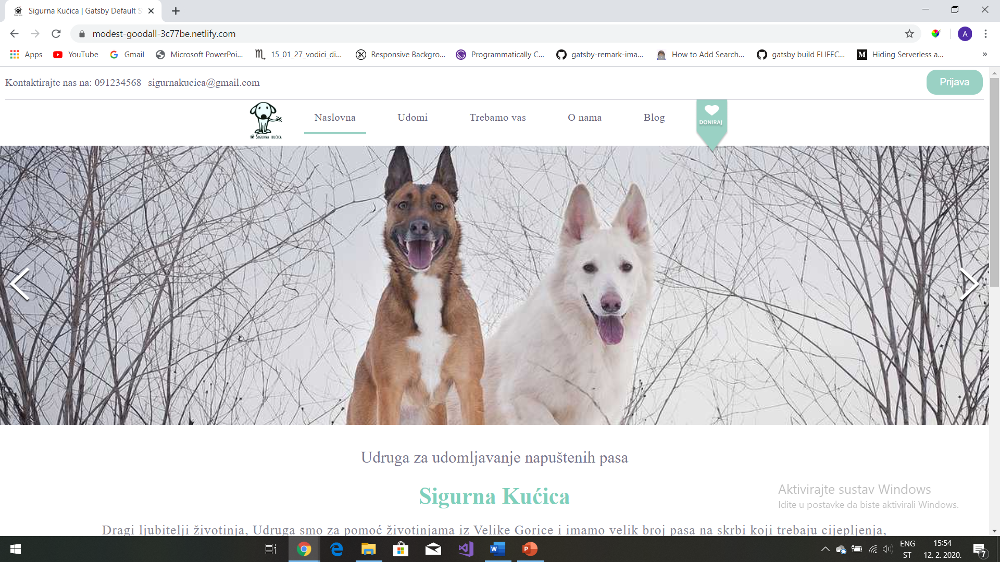 Sigurna Kućica | Gatsby Default S
modest-goodall-3c77be.netlify.com
A
Apps YouTube Gmail Microsoft PowerPoi... 15_01_27_vodici_di... Responsive Backgro... Programmatically C... gatsby-remark-ima... How to Add Search... gatsby build ELIFEC... Hiding Serverless a... »
Kontaktirajte nas na: 091234568 sigurnakucica@gmail.com
Prijava
Naslovna Udomi Trebamo vas O nama Blog
DONIRAJ
SIGURNA KUĆICA
Udruga za udomljavanje napuštenih pasa
Sigurna Kućica
Aktivirajte sustav Windows
Idite u postavke da biste aktivirali Windows.
Dragi ljubitelji životinja, Udruga smo za pomoć životinjama iz Velike Gorice i imamo velik broj pasa na skrbi koji trebaju cijepljenja,
ENG 15:54
ST 12. 2. 2020.
7